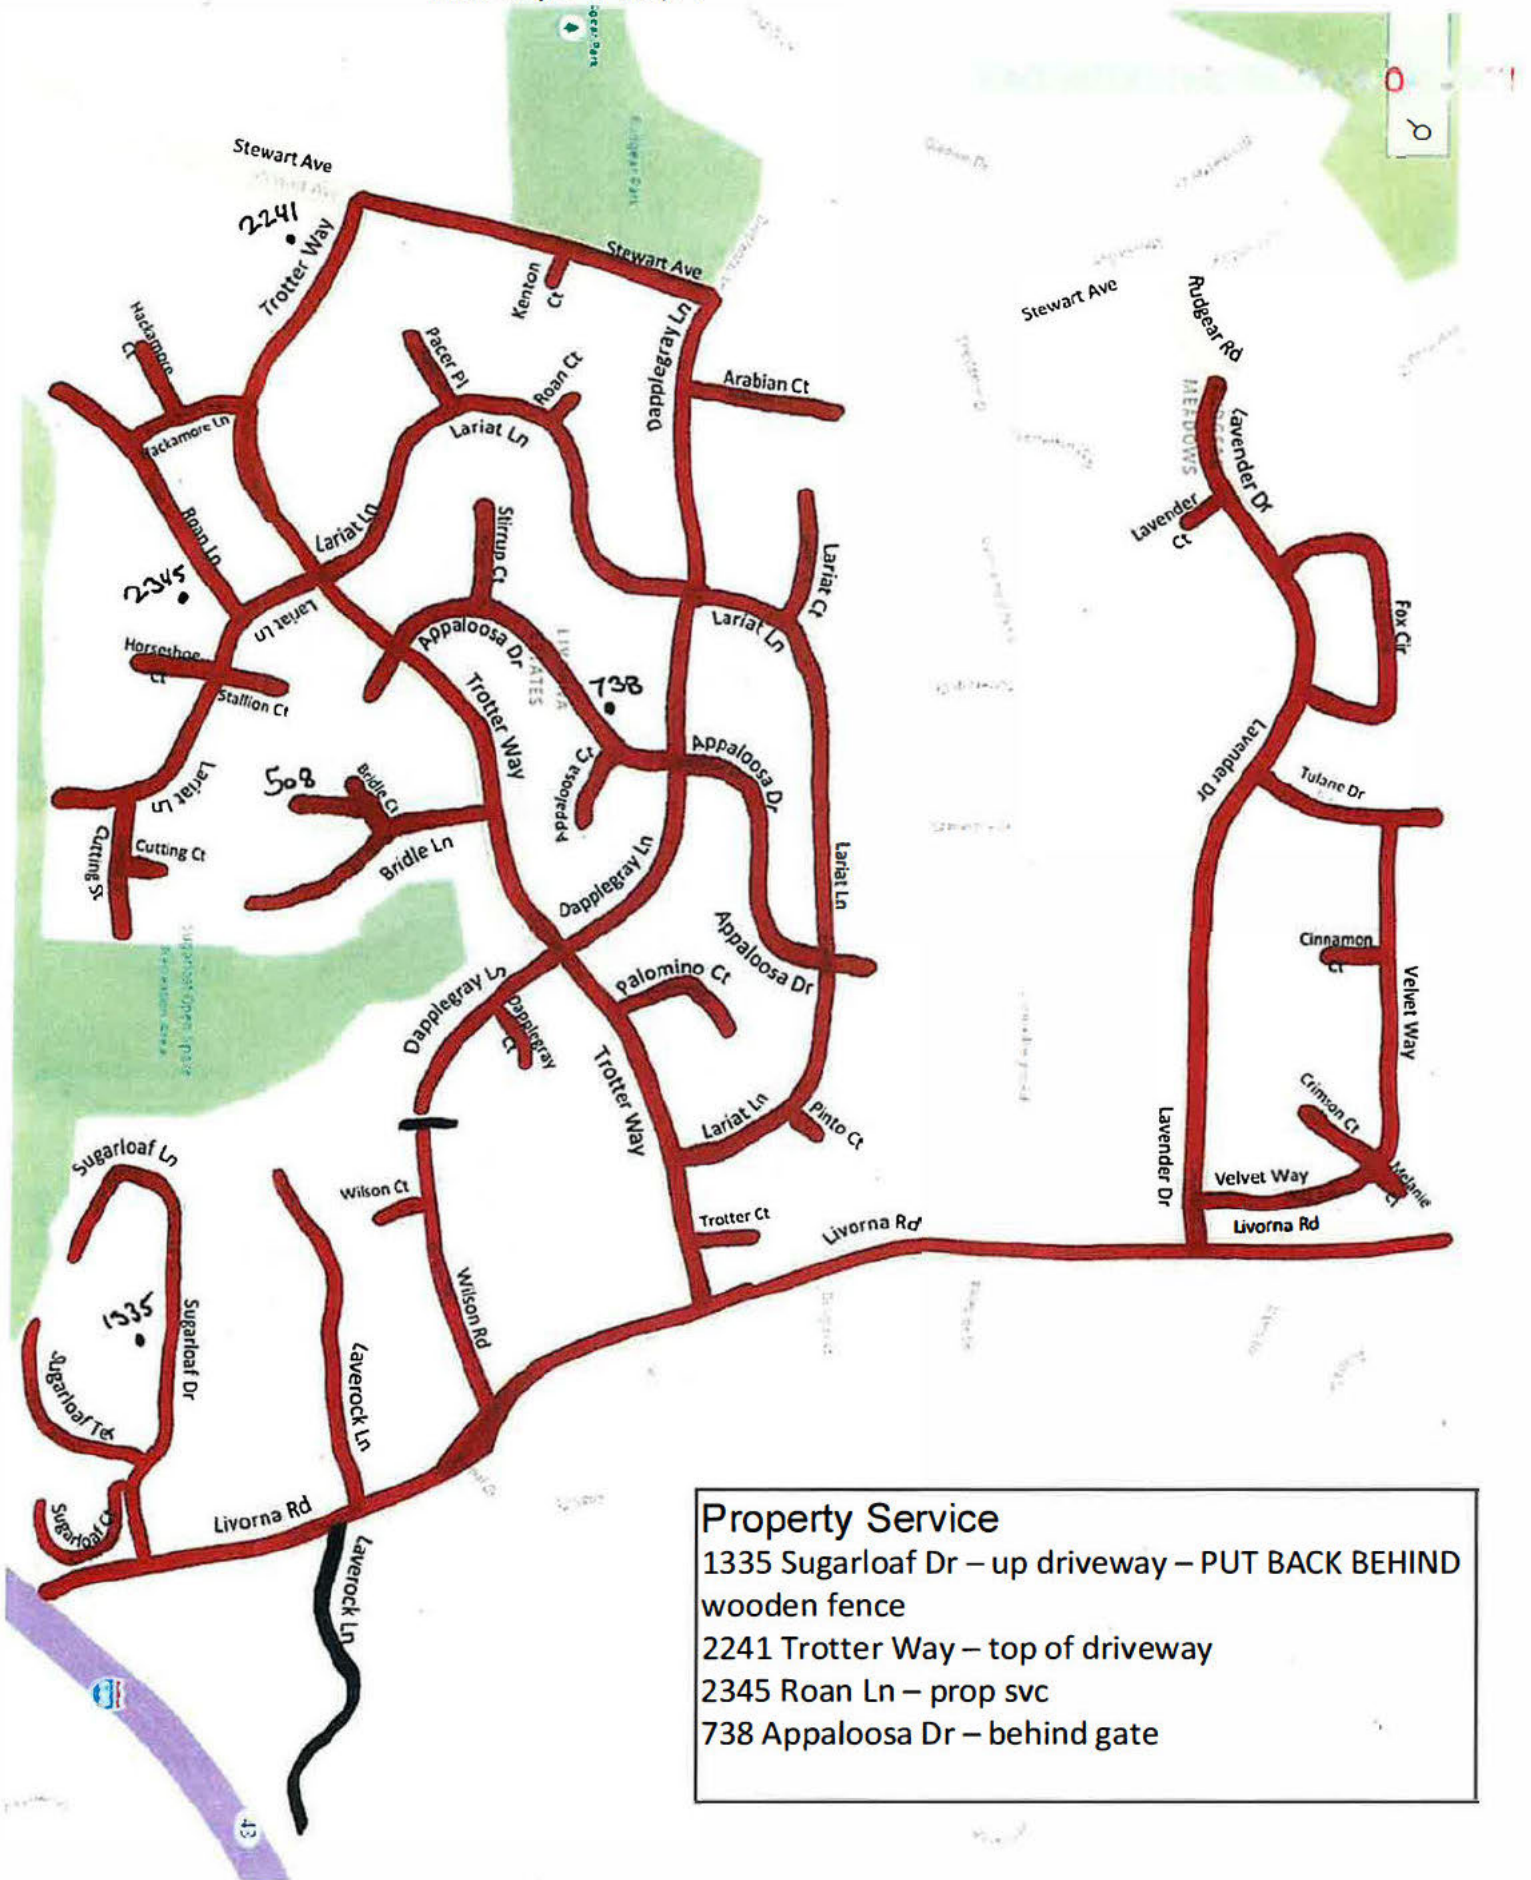 Stewart Ave
2241
Trotter Way
Stewart Ave
Kenton
Ct
Rudgear Park
Stewart Ave
Rudgear Rd
Hackamore
Ct
Pacer Pl
Roan Ct
Dapplegray Ln
Arabian Ct
Hackamore Ln
Lariat Ln
MEADOWS
Lavender Dr
Lavender
Ct
Roan Ln
Lariat Ln
Stirrup Ct
Lariat Ct
2345
Lariat Ln
Appaloosa Dr
Lariat Ln
Fox Cir
Horseshoe
Ct
Stallion Ct
738
Trotter Way
Appaloosa Dr
Lavender Dr
Tulane Dr
Lariat Ln
508
Bridle Ct
Appaloosa Ct
Cutting St
Cutting Ct
Bridle Ln
Dapplegray Ln
Lariat Ln
Appaloosa Dr
Cinnamon
Ct
Sugarloaf Open Space
Recreation Area
Dapplegray Ln
Palomino Ct
Velvet Way
Dapplegray
Ct
Trotter Way
Lariat Ln
Pinto Ct
Crimson Ct
Lavender Dr
Sugarloaf Ln
Wilson Ct
Velvet Way
Melanie
Ct
Trotter Ct
Livorna Rd
Livorna Rd
1335
Sugarloaf Dr
Wilson Rd
Laverock Ln
Sugarloaf Ter
Sugarloaf Ct
Livorna Rd
Laverock Ln
Property Service
1335 Sugarloaf Dr – up driveway – PUT BACK BEHIND
wooden fence
2241 Trotter Way – top of driveway
2345 Roan Ln – prop svc
738 Appaloosa Dr – behind gate